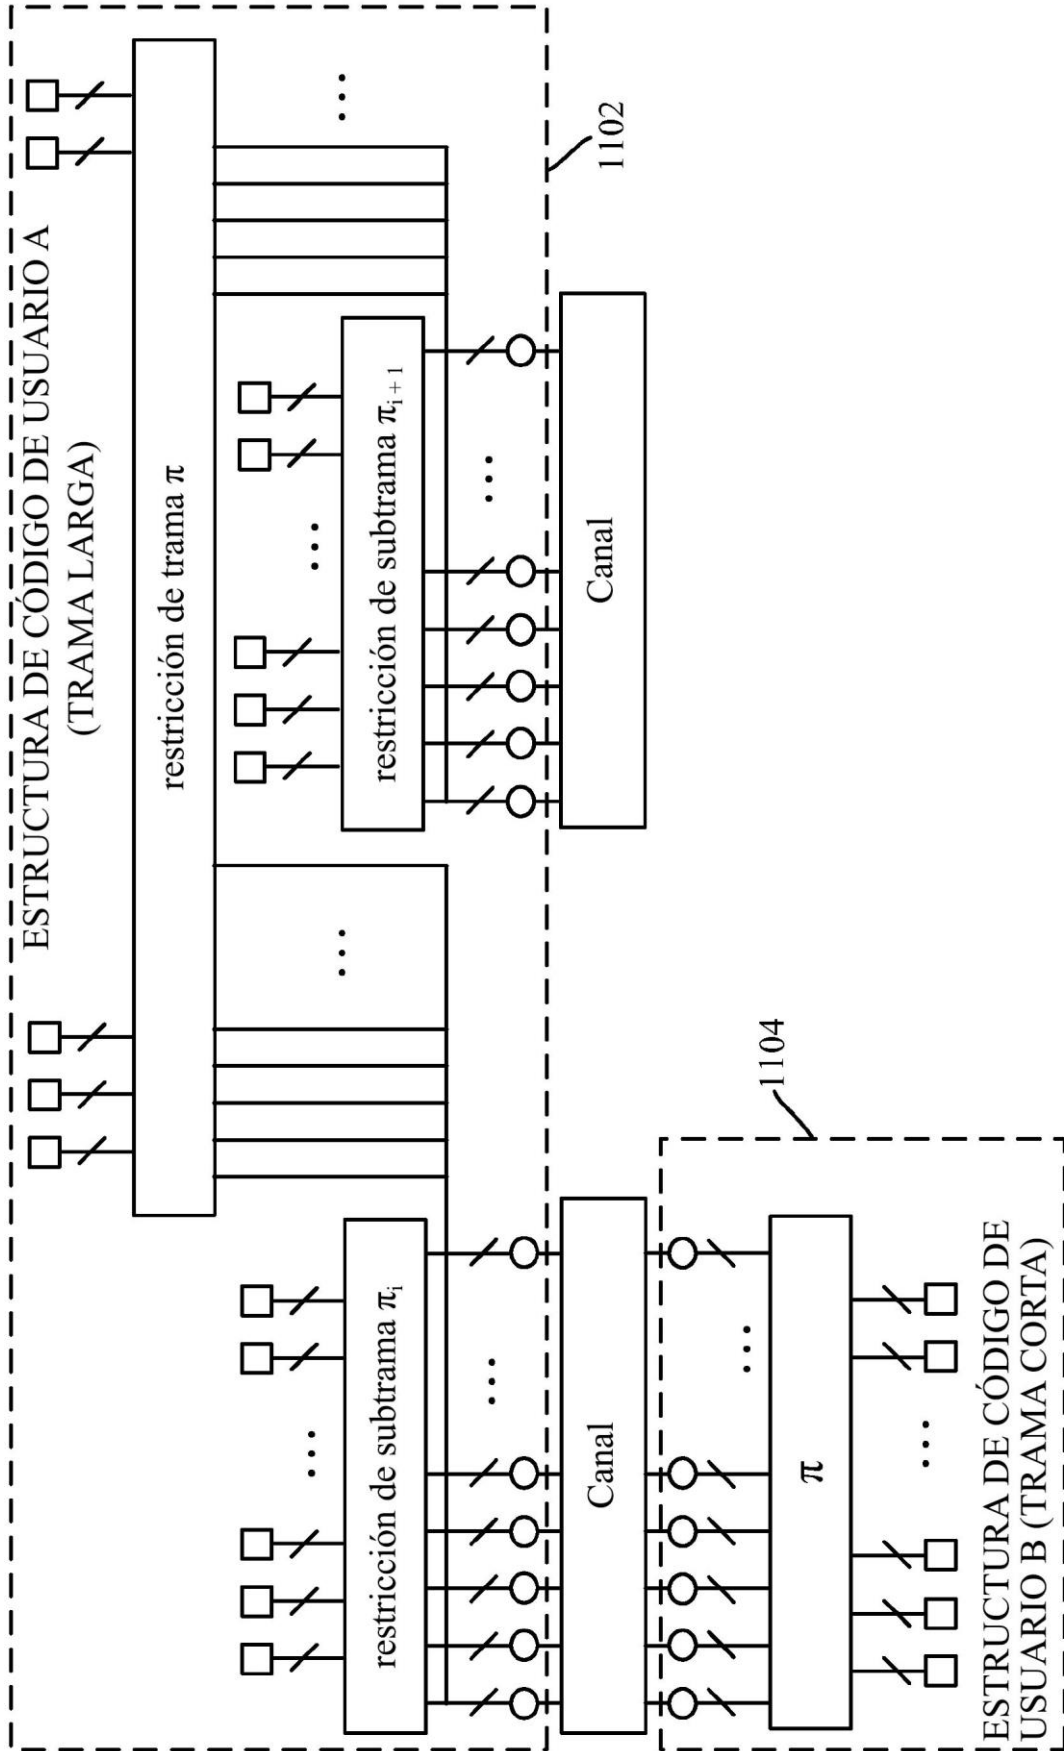 ESTRUCTURA DE CÓDIGO DE USUARIO A
(TRAMA LARGA)
restricción de trama π
...
...
...
...
restricción de subtrama πi
restricción de subtrama πi + 1
...
...
1102
Canal
Canal
...
1104
π
...
ESTRUCTURA DE CÓDIGO DE
USUARIO B (TRAMA CORTA)